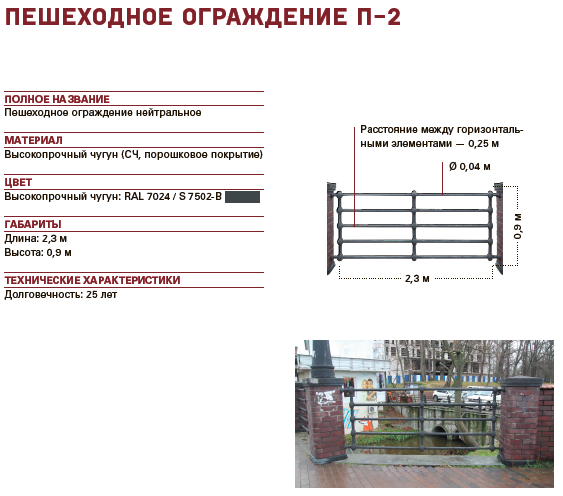 ПЕШЕХОДНОЕ ОГРАЖДЕНИЕ П-2
ПОЛНОЕ НАЗВАНИЕ
Пешеходное ограждение нейтральное
МАТЕРИАЛ
Высокопрочный чугун (СЧ, порошковое покрытие)
ЦВЕТ
Высокопрочный чугун: RAL 7024 / S 7502-B
ГАБАРИТЫ
Длина: 2,3 м
Высота: 0,9 м
ТЕХНИЧЕСКИЕ ХАРАКТЕРИСТИКИ
Долговечность: 25 лет
Расстояние между горизонталь-
ными элементами — 0,25 м
Ø 0,04 м
0,9 м
2,3 м